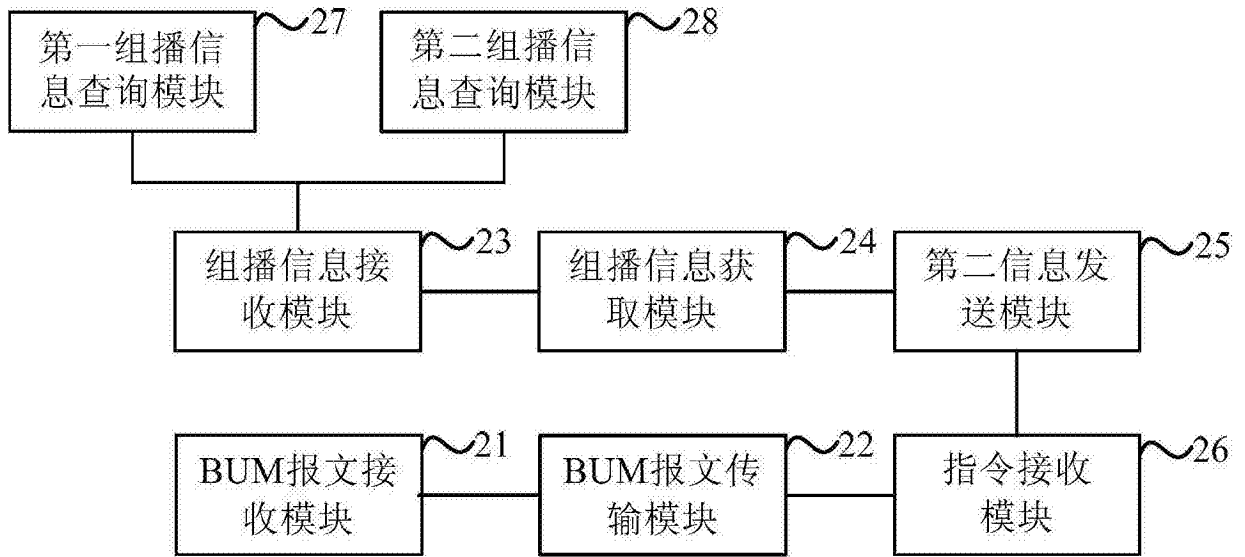 第一组播信
息查询模块
27
第二组播信
息查询模块
28
组播信息接
收模块
23
组播信息获
取模块
24
第二信息发
送模块
25
BUM报文接
收模块
21
BUM报文传
输模块
22
指令接收
模块
26